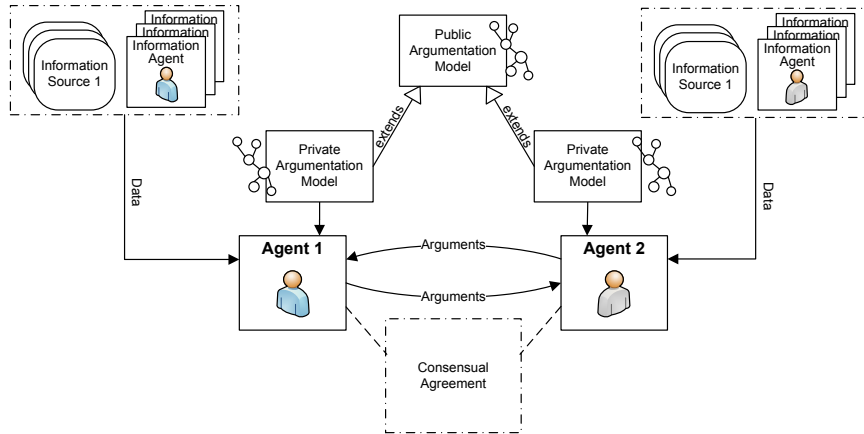 Information
Source 1
Information
Information
Information
Agent
Public
Argumentation
Model
Information
Source 1
Information
Information
Information
Agent
extends
extends
Private
Argumentation
Model
Private
Argumentation
Model
Data
Data
Agent 1
Arguments
Agent 2
Arguments
Consensual
Agreement